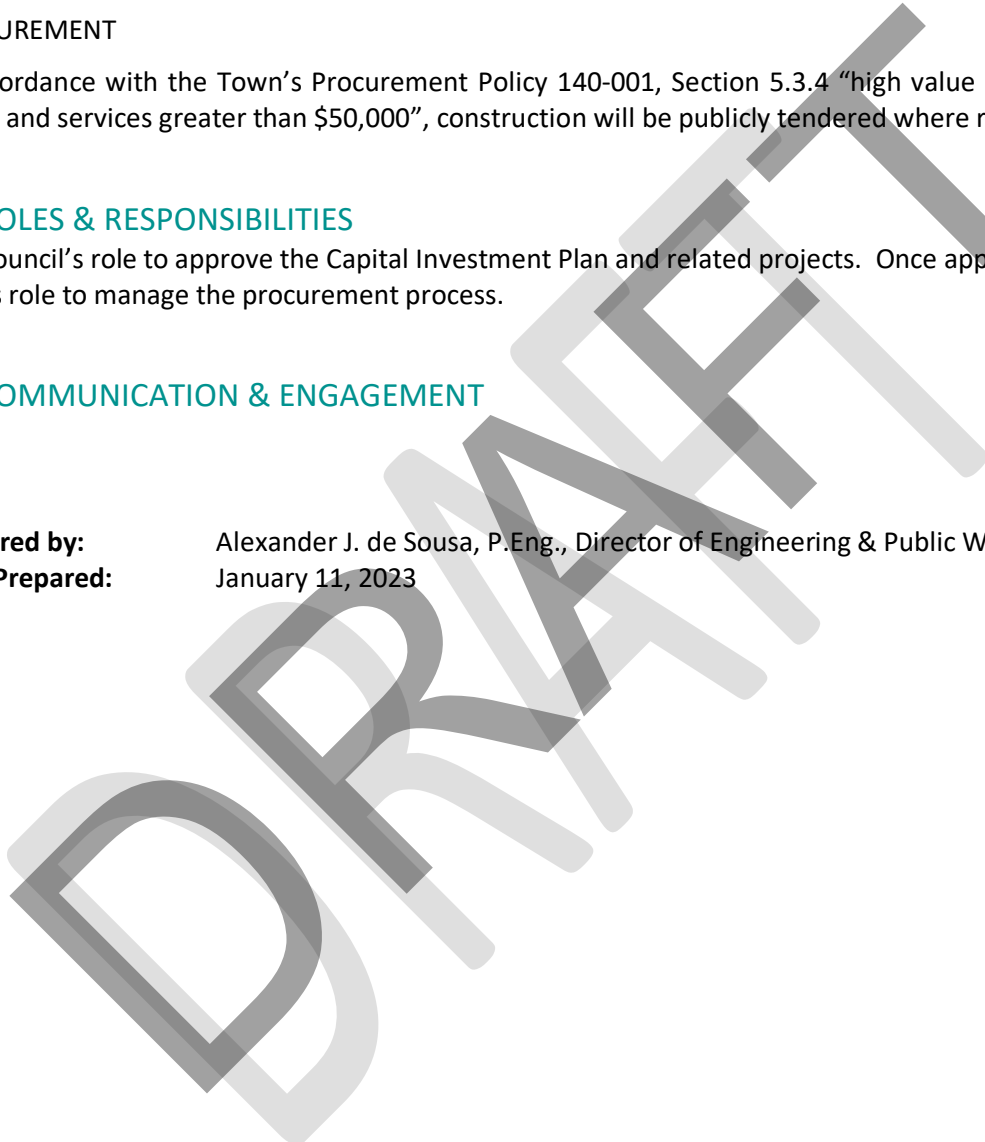 UREMENT
cordance with the Town’s Procurement Policy 140-001, Section 5.3.4 “high value
and services greater than $50,000”, construction will be publicly tendered where r
OLES & RESPONSIBILITIES
ouncil’s role to approve the Capital Investment Plan and related projects.  Once app
s role to manage the procurement process.
OMMUNICATION & ENGAGEMENT
red by: Alexander J. de Sousa, P.Eng., Director of Engineering & Public W
Prepared: January 11, 2023
DRAFT